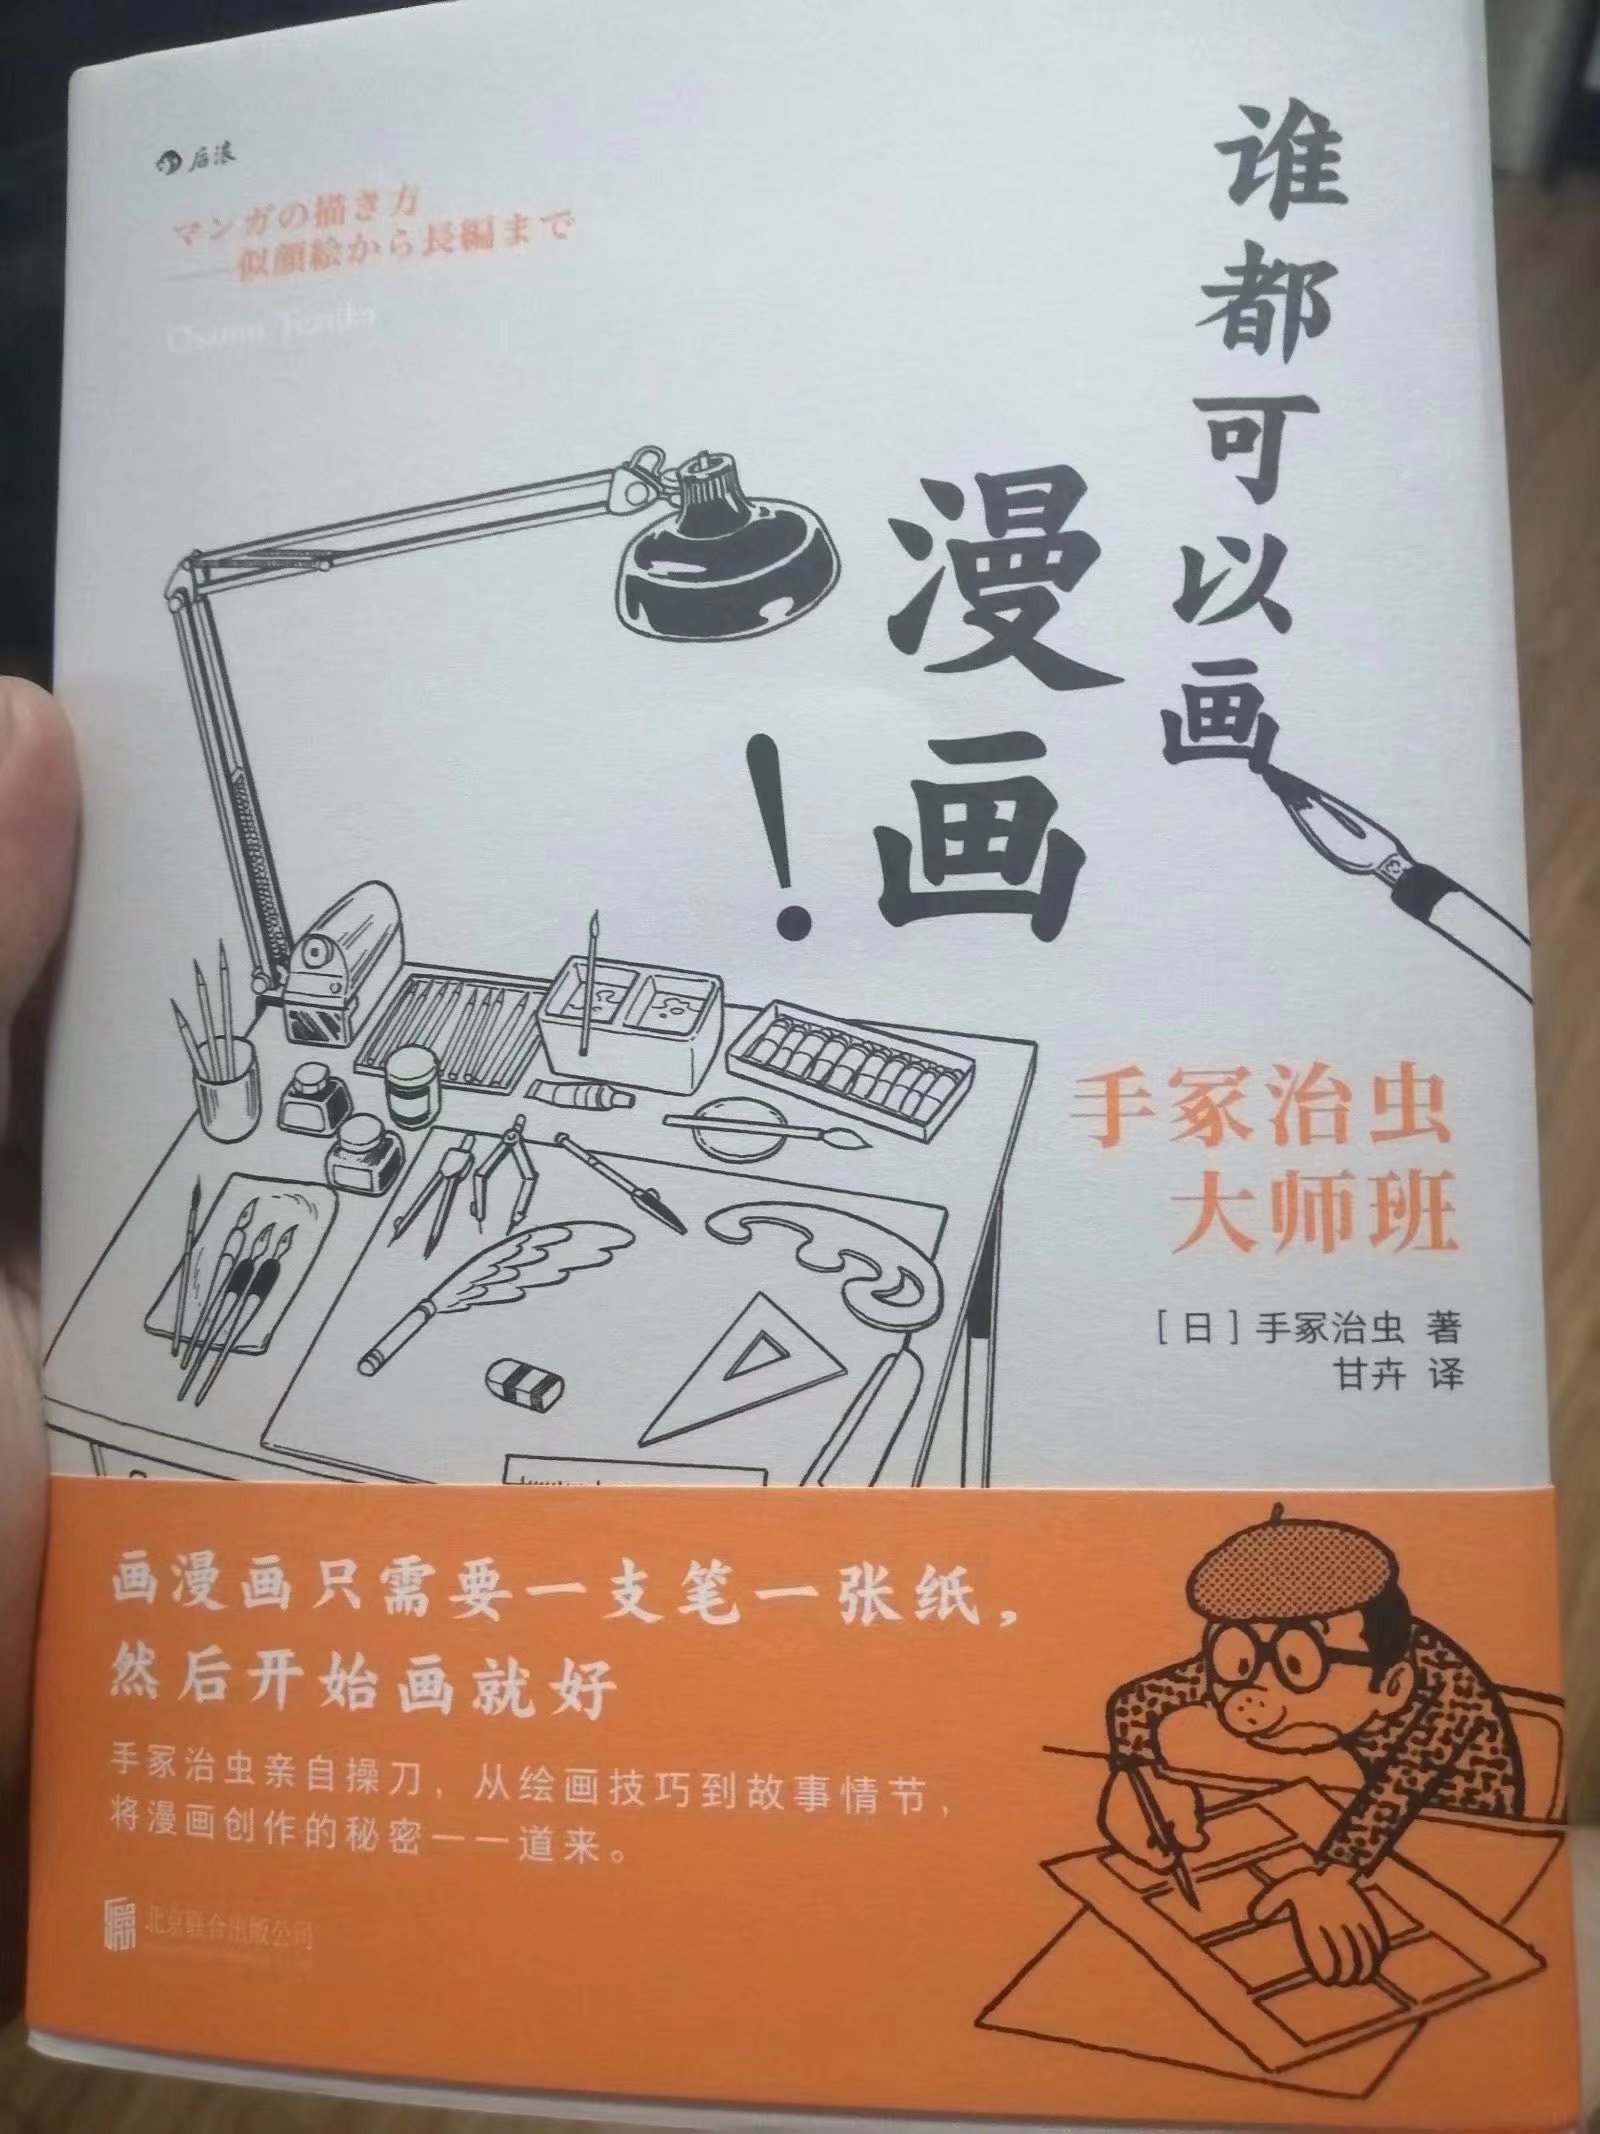 后浪
マンガの描き方
——似顔絵から長編まで
Osamu Tezuka
谁都可以画
漫画
！
手冢治虫
大师班
［日］手冢治虫 著
甘卉 译
画漫画只需要一支笔一张纸，
然后开始画就好
手冢治虫亲自操刀，从绘画技巧到故事情节，
将漫画创作的秘密一一道来。
北京联合出版公司